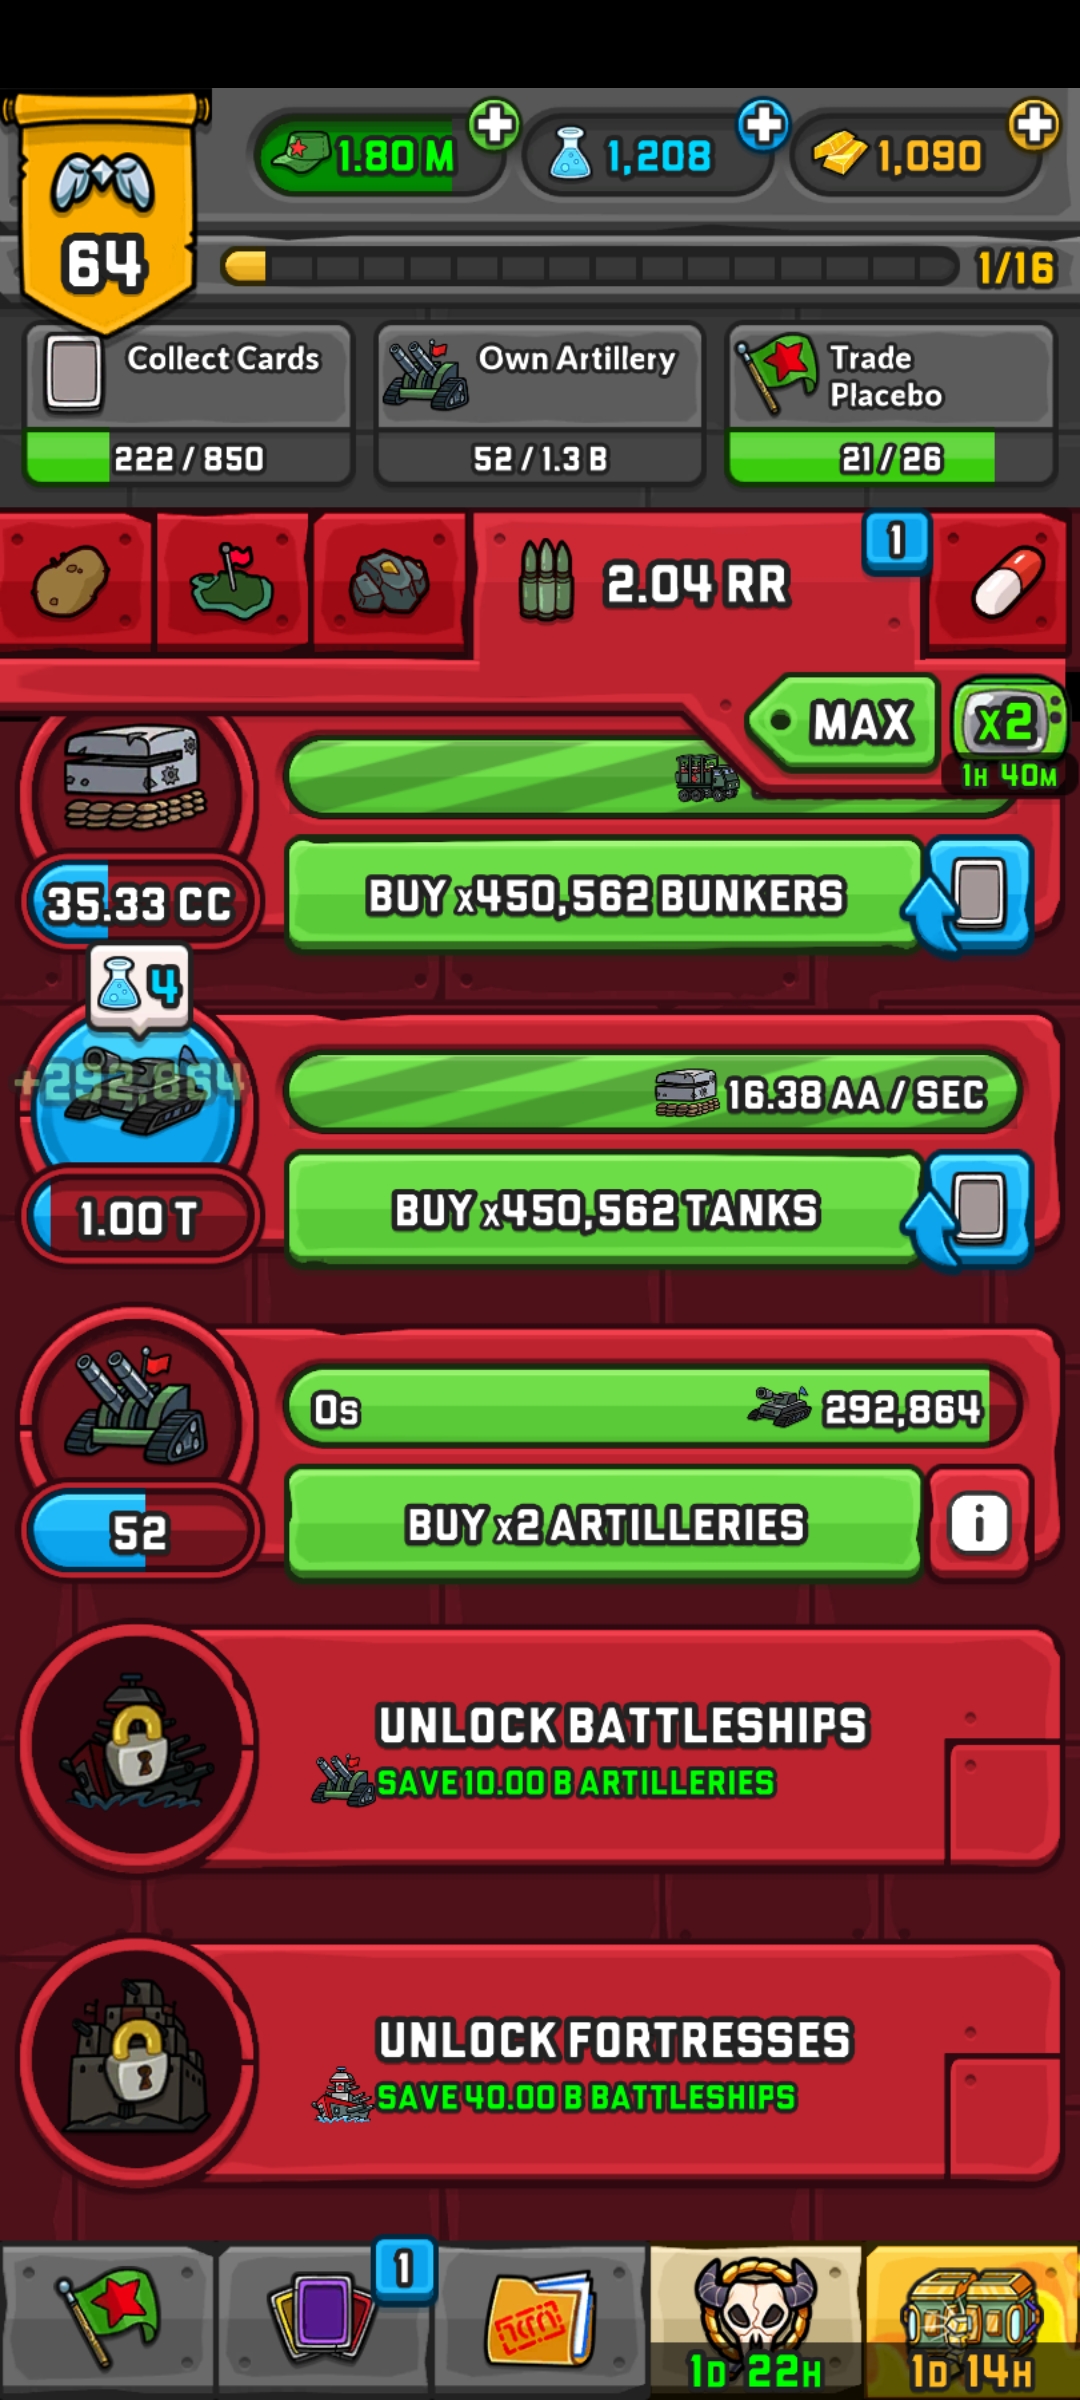 1.80 M
1,208
1,090
64
1/16
Collect Cards
222 / 850
Own Artillery
52 / 1.3 B
Trade
Placebo
21 / 26
2.04 RR
1
MAX
x2
1H 40M
35.33 CC
BUY x450,562 BUNKERS
4
+292,864
16.38 AA / SEC
1.00 T
BUY x450,562 TANKS
0s
292,864
52
BUY x2 ARTILLERIES
i
UNLOCK BATTLESHIPS
SAVE 10.00 B ARTILLERIES
UNLOCK FORTRESSES
SAVE 40.00 B BATTLESHIPS
1
1D 22H
1D 14H